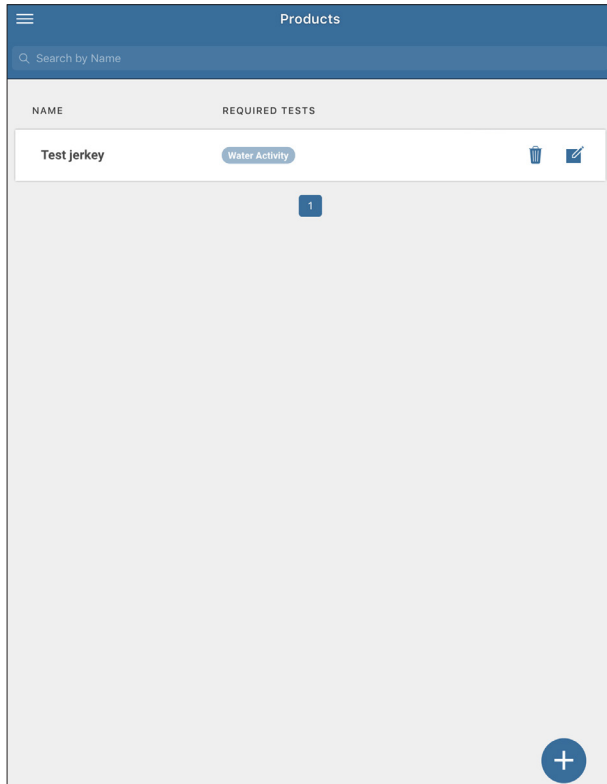 Products
Search by Name
NAME REQUIRED TESTS
Test jerkey Water Activity
1